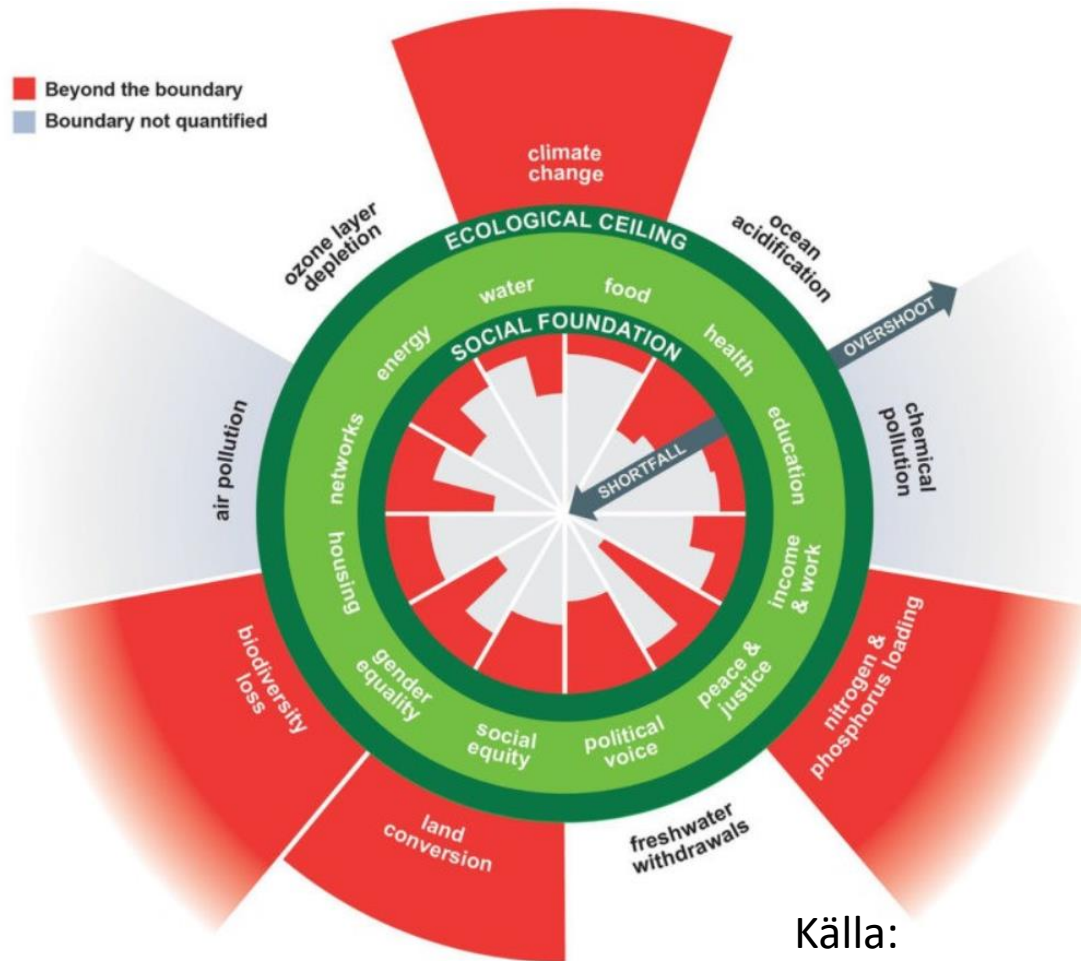 Beyond the boundary
Boundary not quantified
climate
change
ozone layer
depletion
ocean
acidification
ECOLOGICAL CEILING
OVERSHOOT
water
food
energy
health
SOCIAL FOUNDATION
SHORTFALL
networks
education
air pollution
chemical
pollution
housing
income
& work
gender
equality
peace &
justice
social
equity
political
voice
biodiversity
loss
nitrogen &
phosphorus loading
land
conversion
freshwater
withdrawals
Källa: